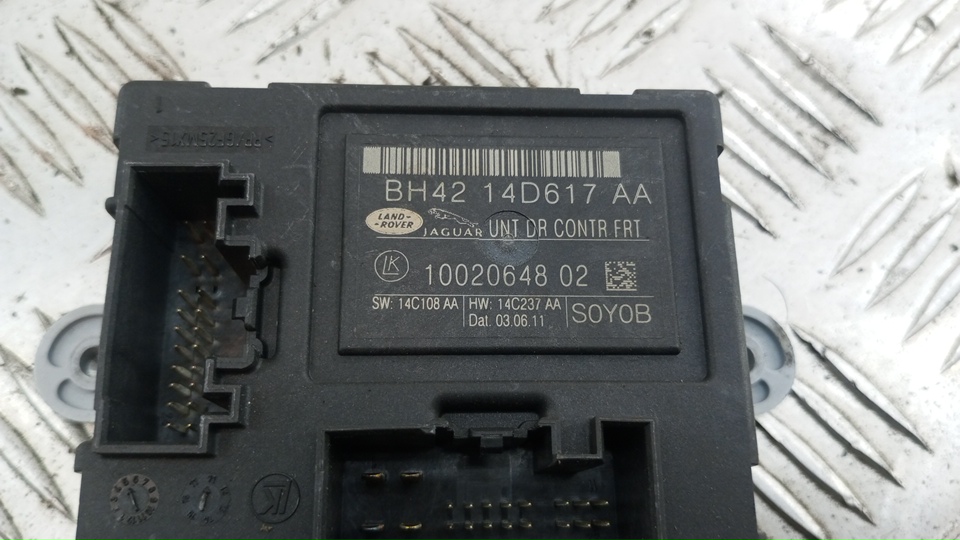 BH42 14D617 AA
LAND-
ROVER
JAGUAR UNT DR CONTR FRT
LK 10020648 02
SW: 14C108 AA HW: 14C237 AA
Dat. 03.06.11
S0Y0B